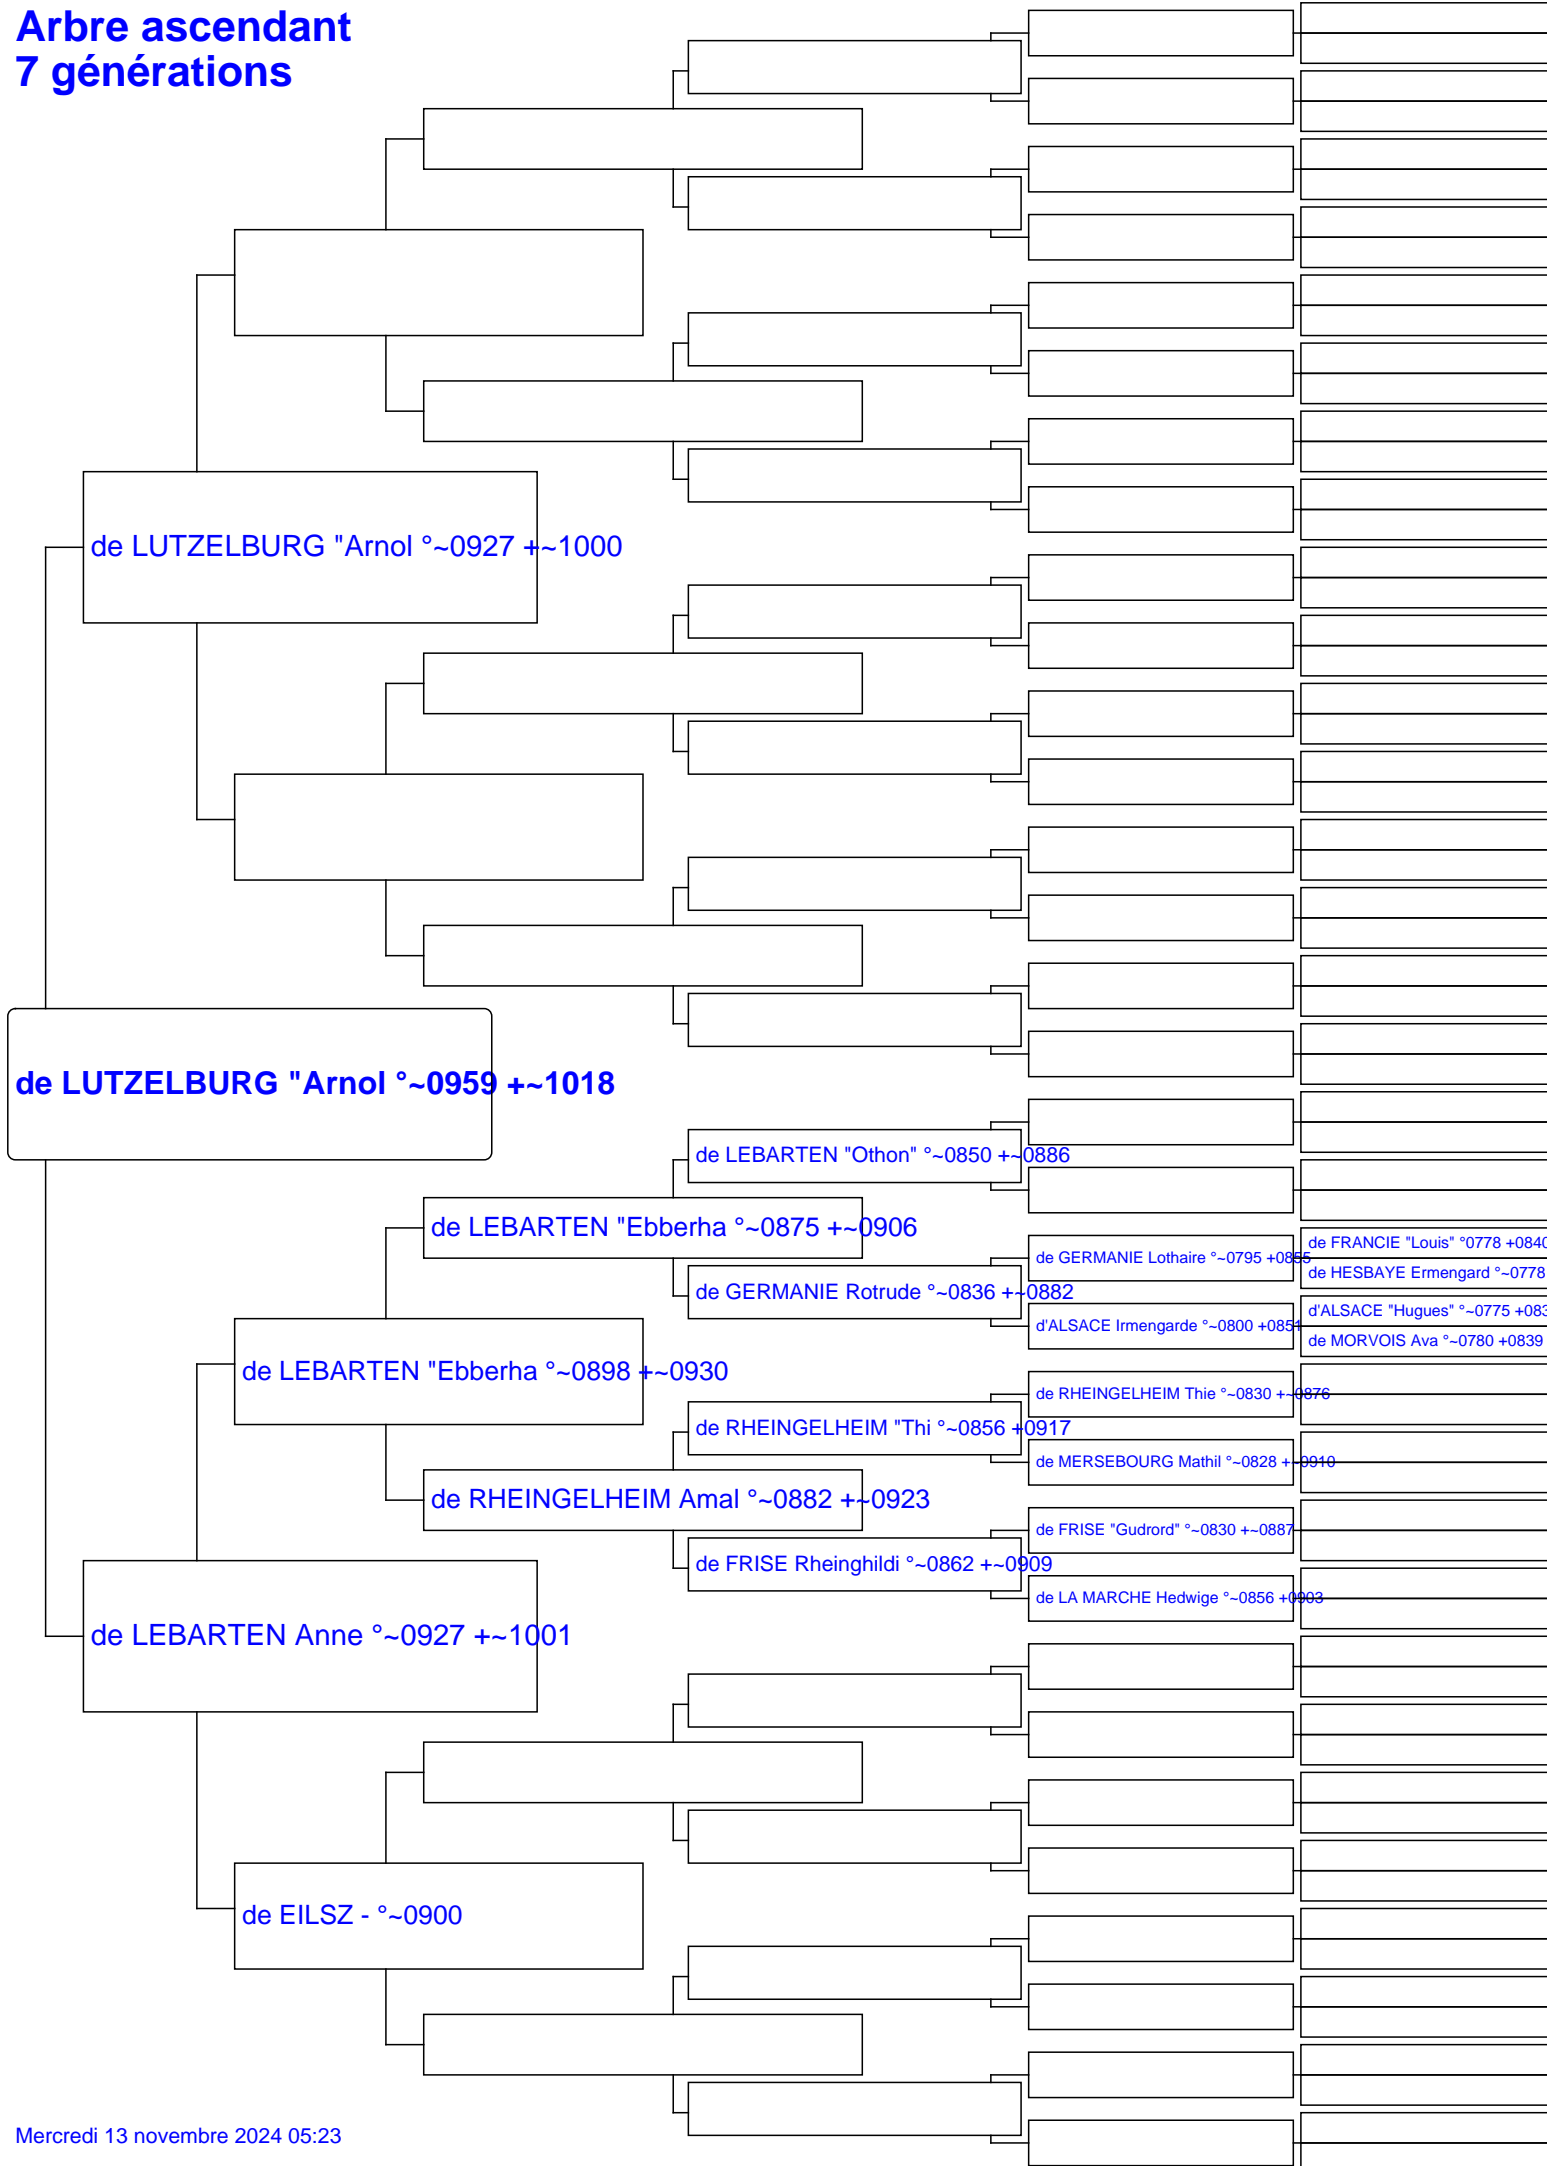 Arbre ascendant
7 générations
de LUTZELBURG "Arnol °~0927 +~1000
de LUTZELBURG "Arnol °~0959 +~1018
de LEBARTEN "Othon" °~0850 +~0886
de LEBARTEN "Ebberha °~0875 +~0906
de FRANCIE "Louis" °0778 +0840
de GERMANIE Lothaire °~0795 +0855
de HESBAYE Ermengard °~0778
de GERMANIE Rotrude °~0836 +~0882
d'ALSACE "Hugues" °~0775 +083
d'ALSACE Irmengarde °~0800 +0851
de MORVOIS Ava °~0780 +0839
de LEBARTEN "Ebberha °~0898 +~0930
de RHEINGELHEIM Thie °~0830 +~0876
de RHEINGELHEIM "Thi °~0856 +0917
de MERSEBOURG Mathil °~0828 +~0910
de RHEINGELHEIM Amal °~0882 +~0923
de FRISE "Gudrord" °~0830 +~0887
de FRISE Rheinghildi °~0862 +~0909
de LA MARCHE Hedwige °~0856 +0903
de LEBARTEN Anne °~0927 +~1001
de EILSZ - °~0900
Mercredi 13 novembre 2024 05:23